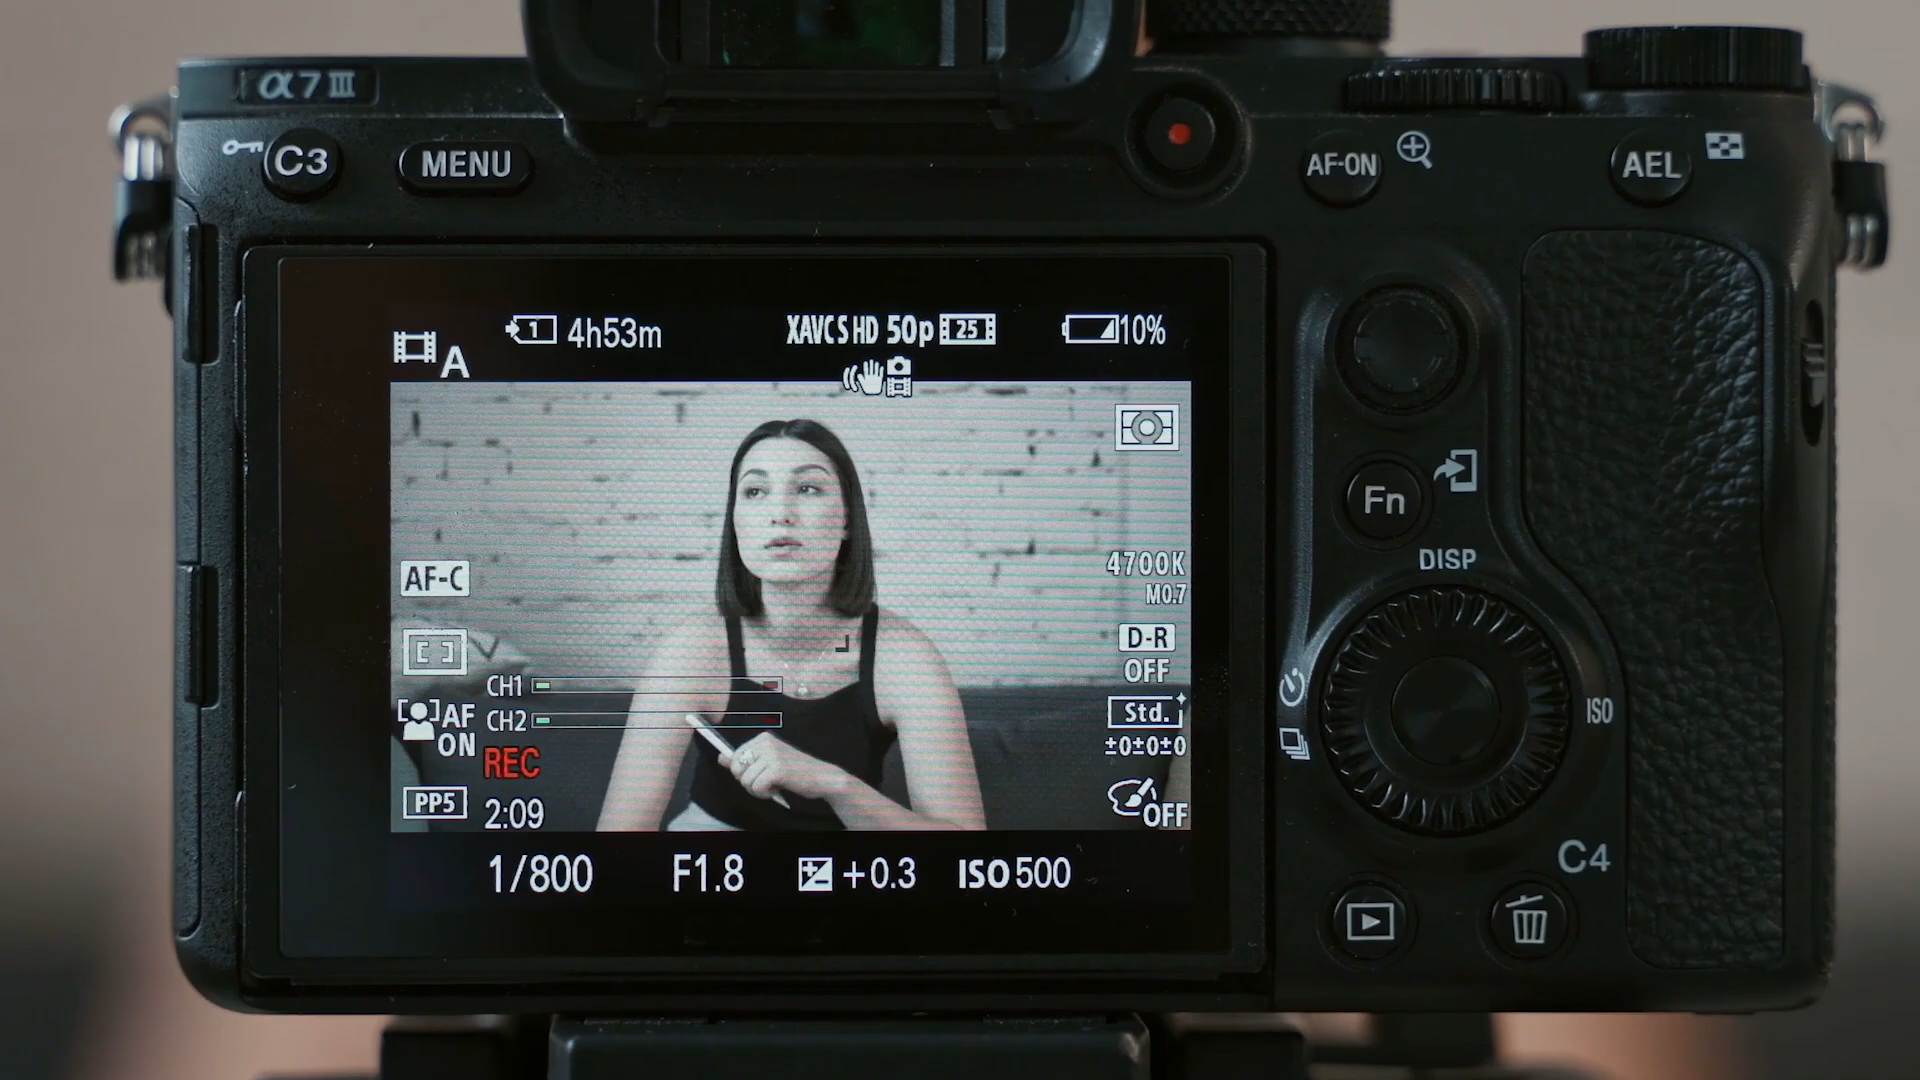 α7III
C3
MENU
AF-ON
AEL
1 4h53m XAVC S HD 50p 25 10%
A
Fn
DISP
AF-C
4700K
M0.7
D-R
OFF
CH1
CH2
AF
ON
REC
Std.
±0±0±0
ISO
PP5
2:09
OFF
1/800 F1.8 +0.3 ISO 500
C4